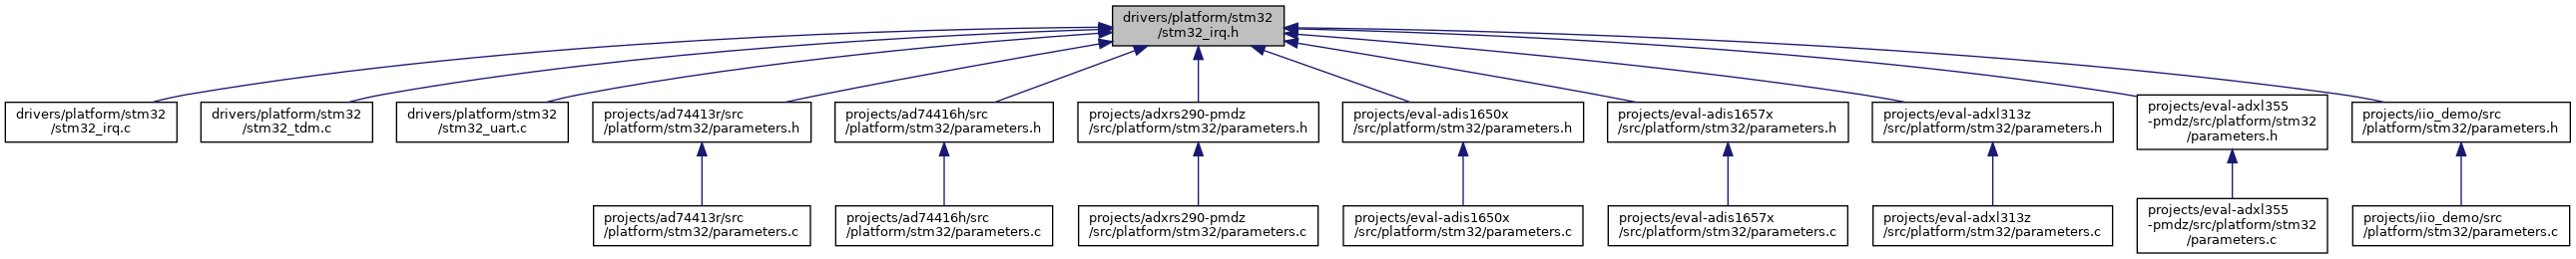 drivers/platform/stm32
/stm32_irq.h
drivers/platform/stm32
/stm32_irq.c
drivers/platform/stm32
/stm32_tdm.c
drivers/platform/stm32
/stm32_uart.c
projects/ad74413r/src
/platform/stm32/parameters.h
projects/ad74416h/src
/platform/stm32/parameters.h
projects/adxrs290-pmdz
/src/platform/stm32/parameters.h
projects/eval-adis1650x
/src/platform/stm32/parameters.h
projects/eval-adis1657x
/src/platform/stm32/parameters.h
projects/eval-adxl313z
/src/platform/stm32/parameters.h
projects/eval-adxl355
-pmdz/src/platform/stm32
/parameters.h
projects/iio_demo/src
/platform/stm32/parameters.h
projects/ad74413r/src
/platform/stm32/parameters.c
projects/ad74416h/src
/platform/stm32/parameters.c
projects/adxrs290-pmdz
/src/platform/stm32/parameters.c
projects/eval-adis1650x
/src/platform/stm32/parameters.c
projects/eval-adis1657x
/src/platform/stm32/parameters.c
projects/eval-adxl313z
/src/platform/stm32/parameters.c
projects/eval-adxl355
-pmdz/src/platform/stm32
/parameters.c
projects/iio_demo/src
/platform/stm32/parameters.c